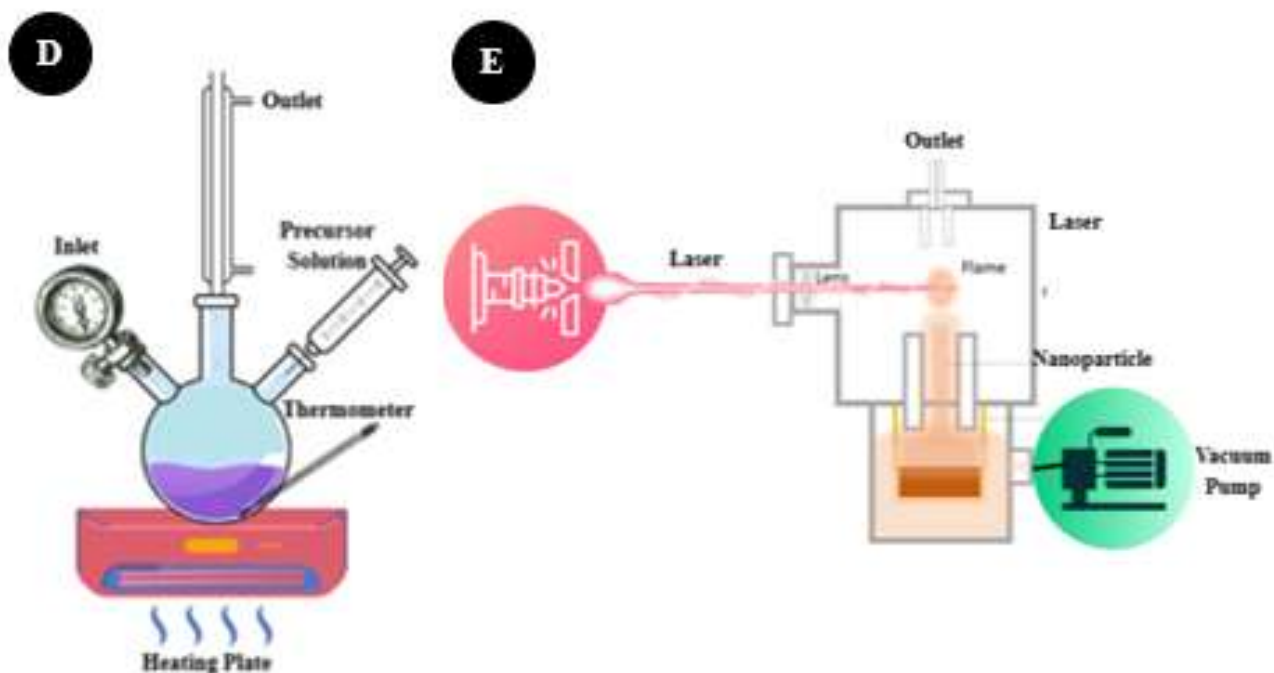 D
E
Outlet
Inlet
Precursor
Solution
Thermometer
Heating Plate
Outlet
Laser
Laser
Lens
Flame
Nanoparticle
Vacuum
Pump